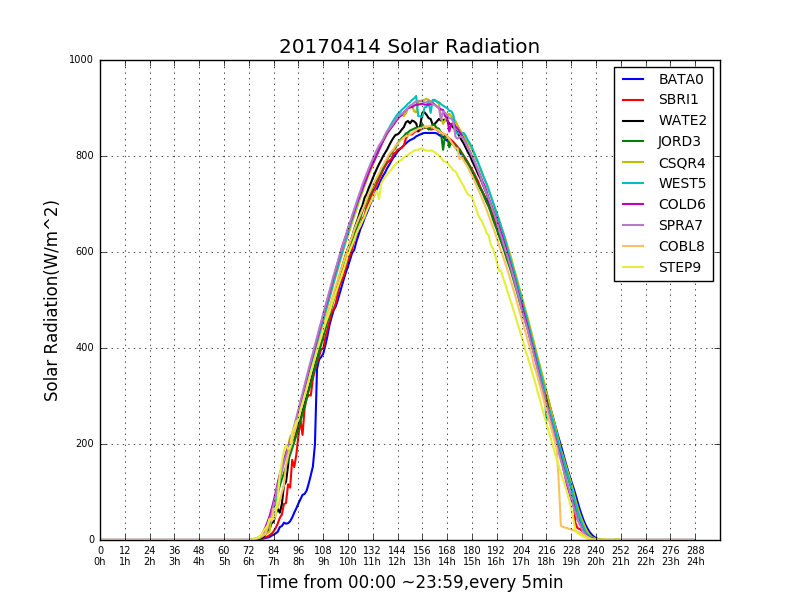 20170414 Solar Radiation
1000
800
600
400
200
0
Solar Radiation(W/m^2)
BATA0
SBRI1
WATE2
JORD3
CSQR4
WEST5
COLD6
SPRA7
COBL8
STEP9
0 12 24 36 48 60 72 84 96 108 120 132 144 156 168 180 192 204 216 228 240 252 264 276 288
0h 1h 2h 3h 4h 5h 6h 7h 8h 9h 10h 11h 12h 13h 14h 15h 16h 17h 18h 19h 20h 21h 22h 23h 24h
Time from 00:00 ~23:59,every 5min